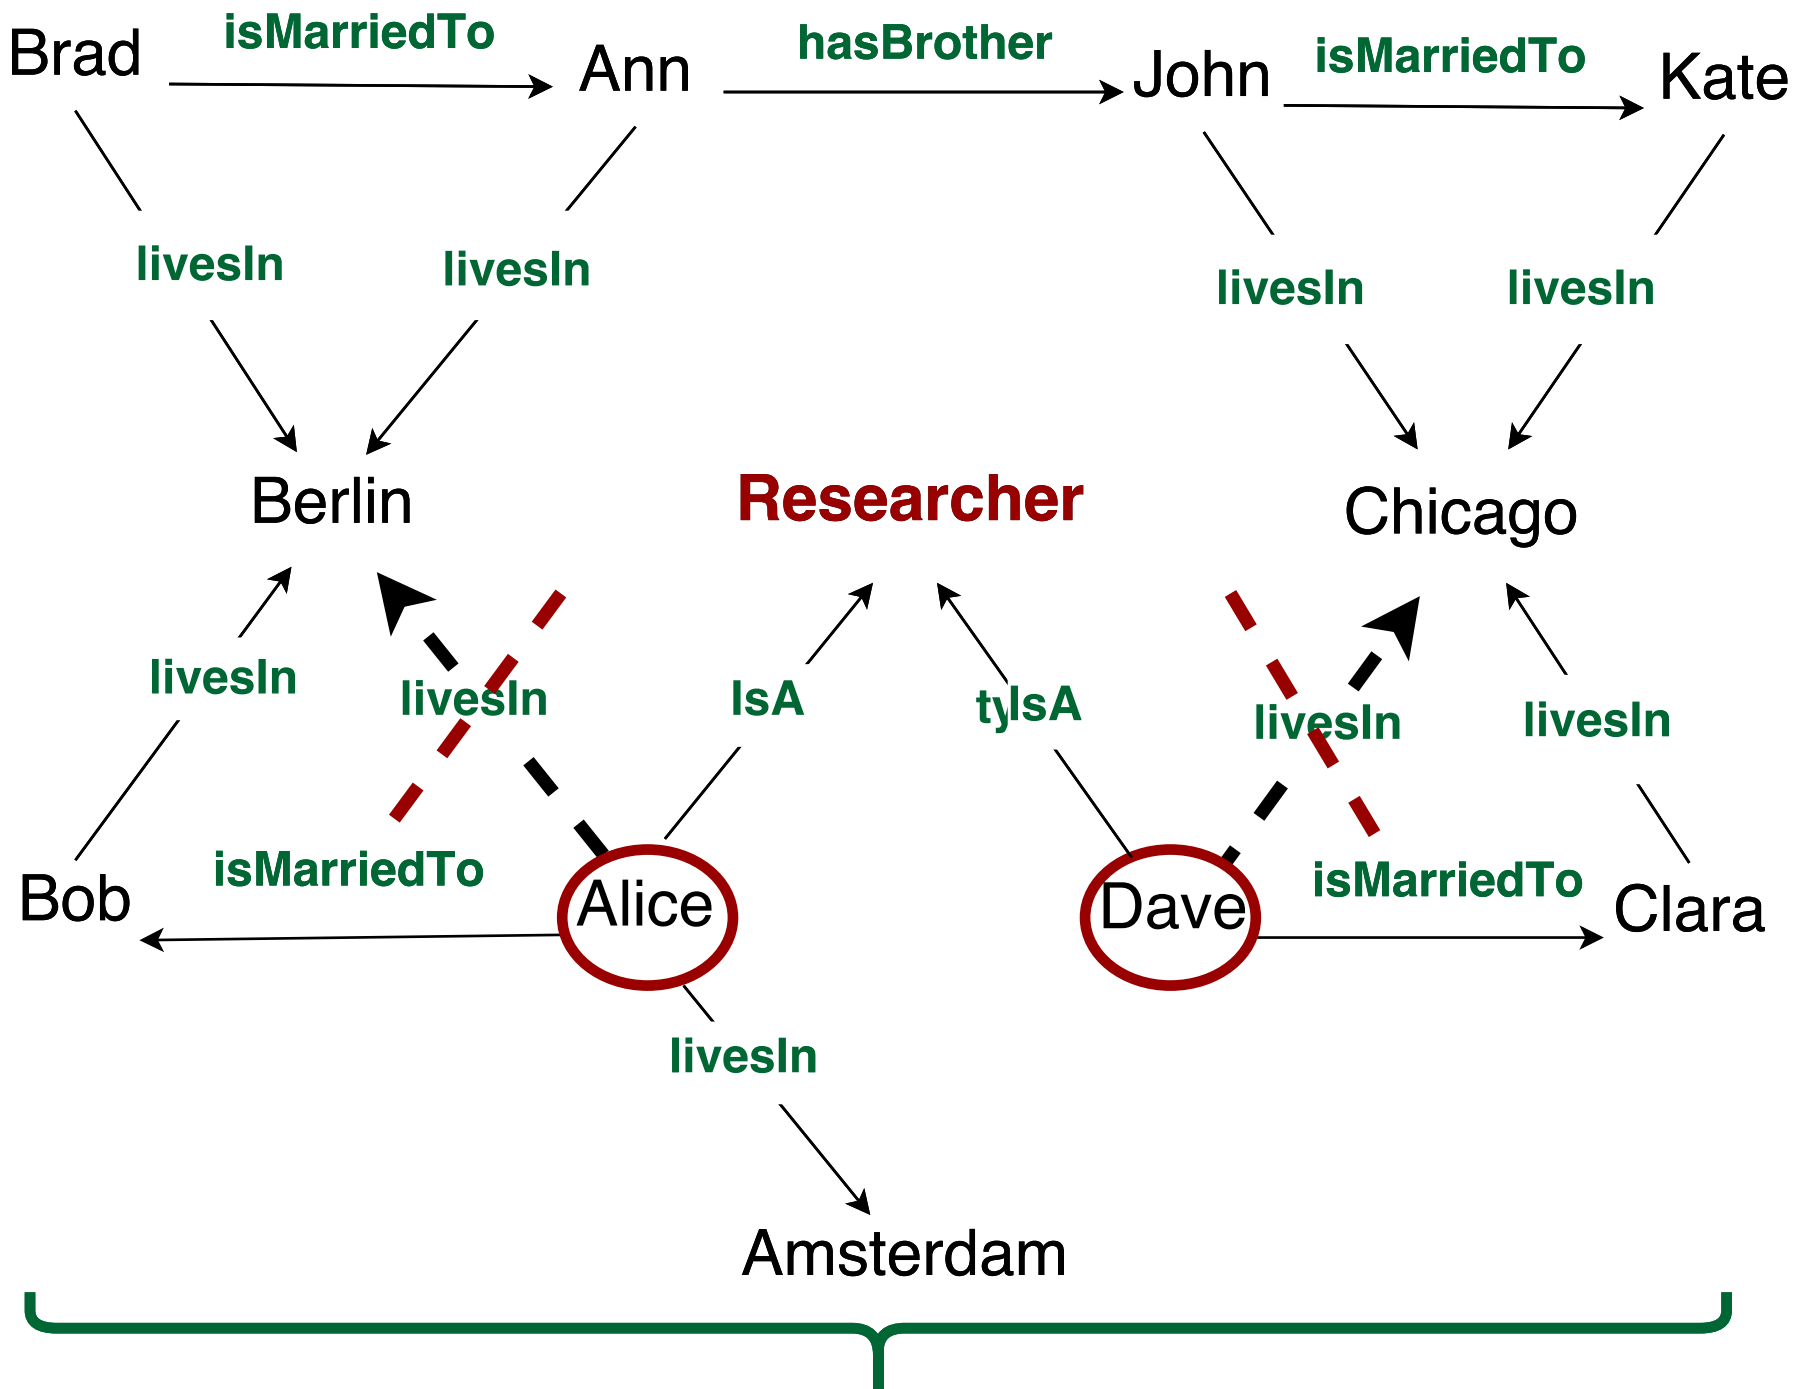 Brad
isMarriedTo
Ann
hasBrother
John
isMarriedTo
Kate
livesIn
livesIn
livesIn
livesIn
Berlin
Researcher
Chicago
livesIn
livesIn
IsA
tyIsA
livesIn
livesIn
Bob
isMarriedTo
Alice
Dave
isMarriedTo
Clara
livesIn
Amsterdam